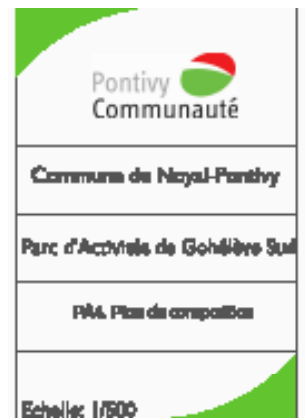 Pontivy
Communauté
Commune de Noyal-Pontivy
Parc d'Activités de Gohélève Sud
PA4. Plan de composition
Echelle: 1/500